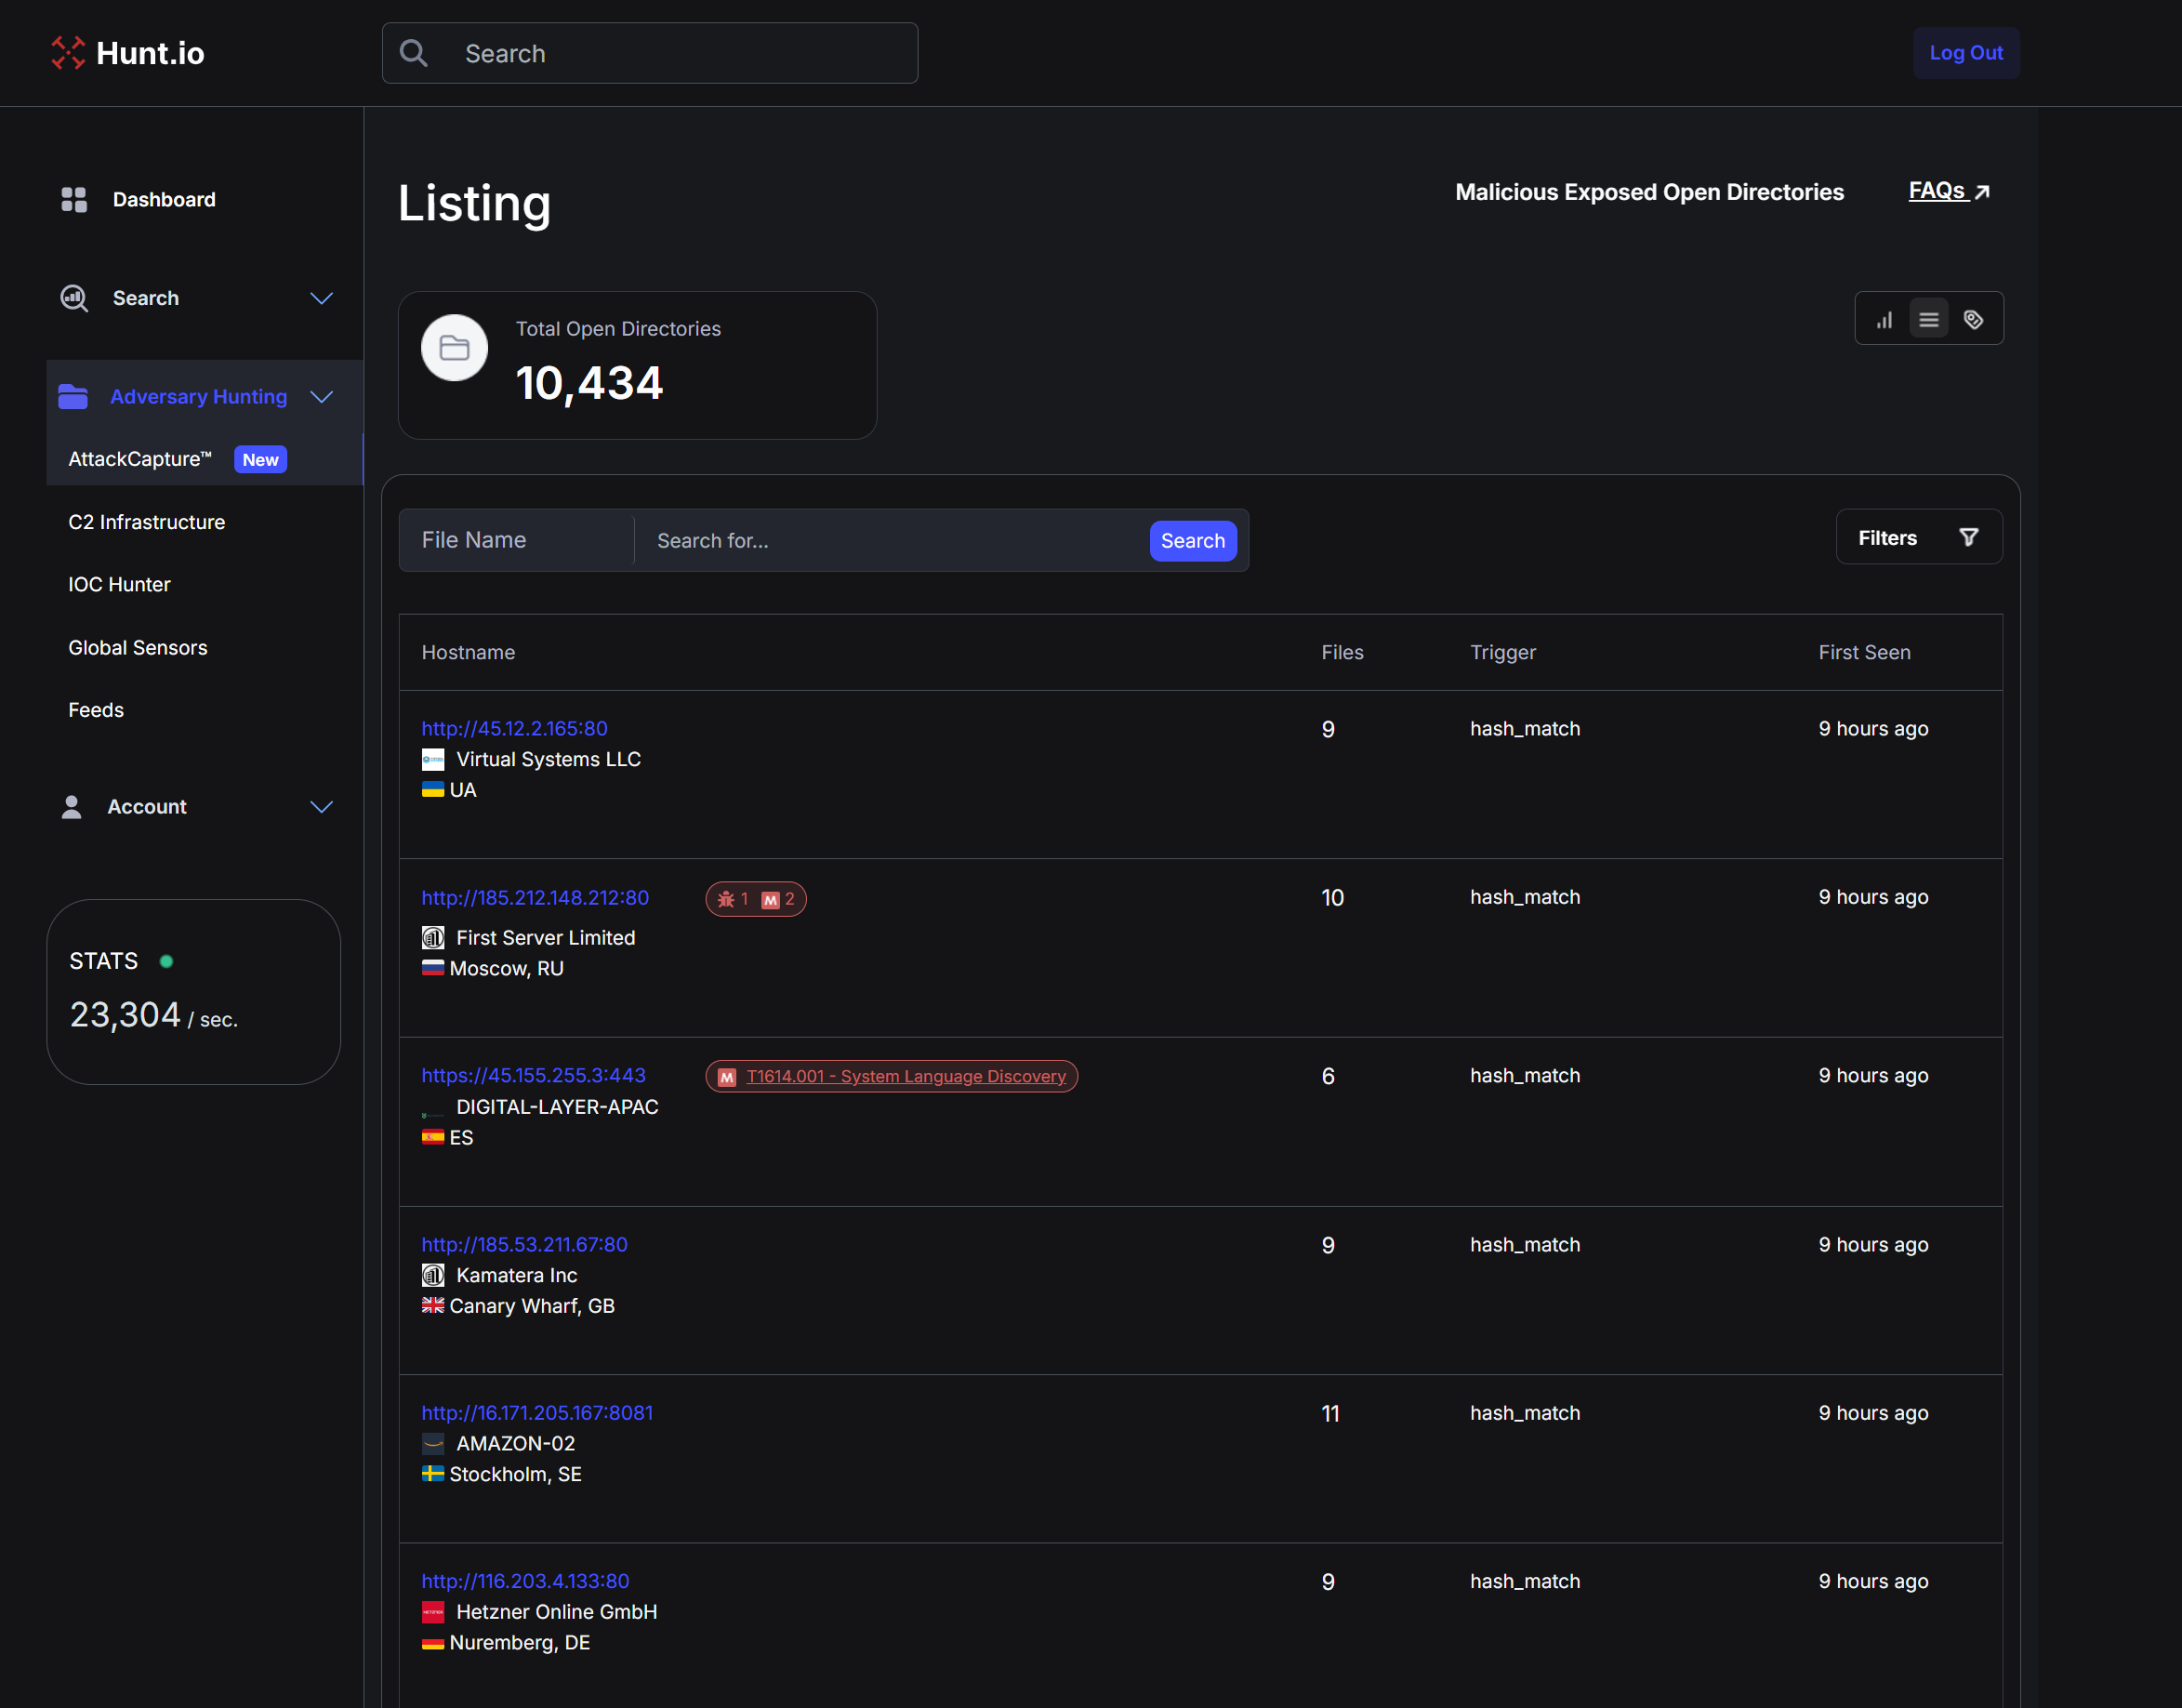 Hunt.io
Search
Log Out
Dashboard
Search
Adversary Hunting
AttackCapture™ New
C2 Infrastructure
IOC Hunter
Global Sensors
Feeds
Account
STATS
23,304 / sec.
Listing
Malicious Exposed Open Directories
FAQs
Total Open Directories
10,434
File Name Search for... Search
Filters
Hostname Files Trigger First Seen
http://45.12.2.165:80 9 hash_match 9 hours ago
Virtual Systems LLC
UA
http://185.212.148.212:80 1 M 2 10 hash_match 9 hours ago
First Server Limited
Moscow, RU
https://45.155.255.3:443 M T1614.001 - System Language Discovery 6 hash_match 9 hours ago
DIGITAL-LAYER-APAC
ES
http://185.53.211.67:80 9 hash_match 9 hours ago
Kamatera Inc
Canary Wharf, GB
http://16.171.205.167:8081 11 hash_match 9 hours ago
AMAZON-02
Stockholm, SE
http://116.203.4.133:80 9 hash_match 9 hours ago
Hetzner Online GmbH
Nuremberg, DE